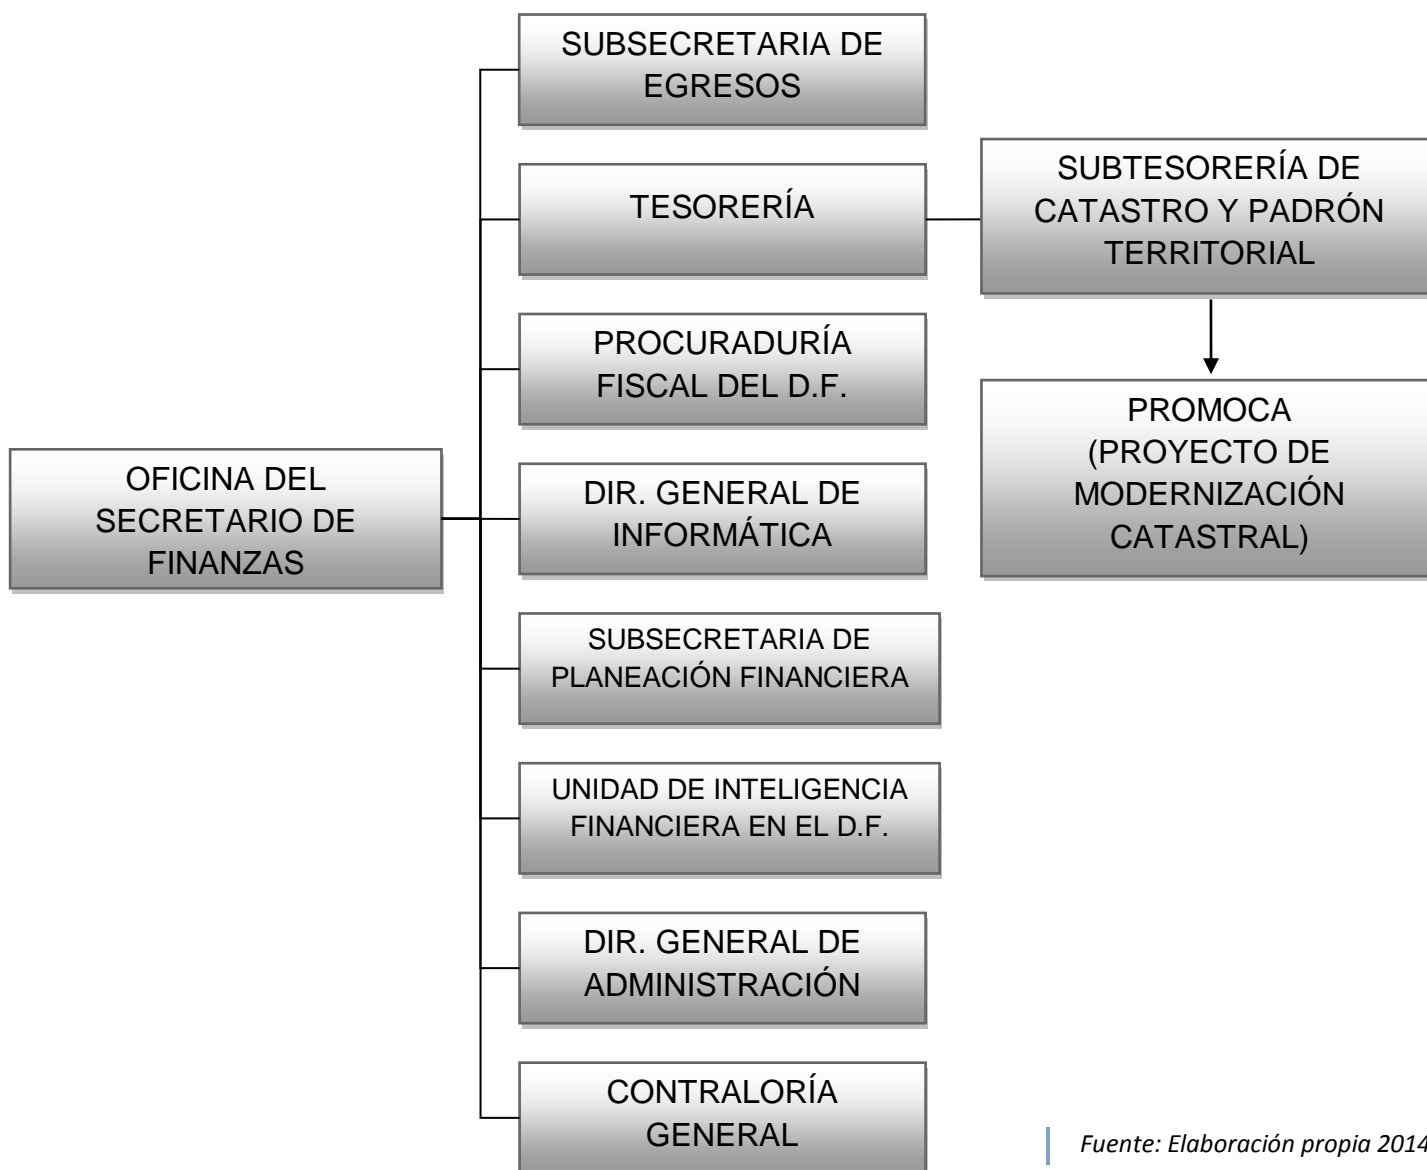 SUBSECRETARIA DE
EGRESOS
TESORERÍA
SUBTESORERÍA DE
CATASTRO Y PADRÓN
TERRITORIAL
PROCURADURÍA
FISCAL DEL D.F.
PROMOCA
(PROYECTO DE
MODERNIZACIÓN
CATASTRAL)
OFICINA DEL
SECRETARIO DE
FINANZAS
DIR. GENERAL DE
INFORMÁTICA
SUBSECRETARIA DE
PLANEACIÓN FINANCIERA
UNIDAD DE INTELIGENCIA
FINANCIERA EN EL D.F.
DIR. GENERAL DE
ADMINISTRACIÓN
CONTRALORÍA
GENERAL
Fuente: Elaboración propia 2014